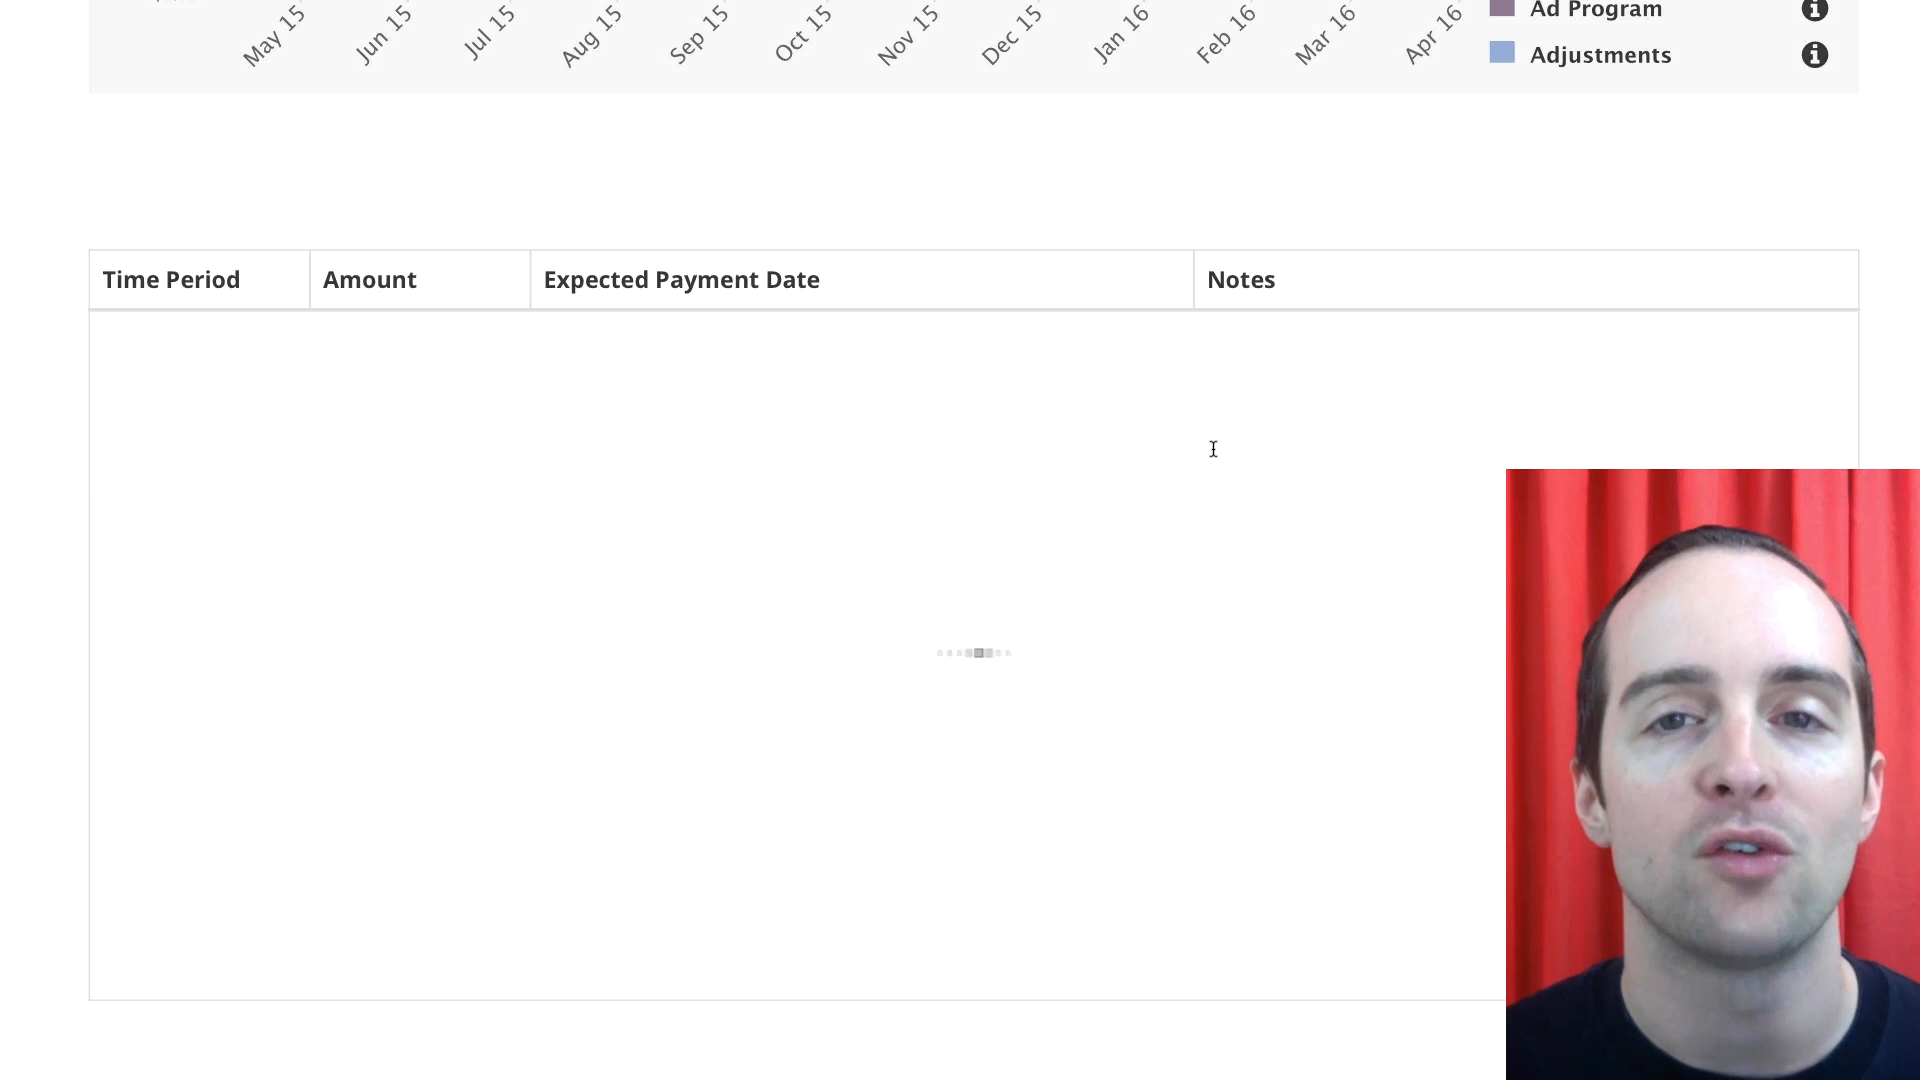 May 15
Jun 15
Jul 15
Aug 15
Sep 15
Oct 15
Nov 15
Dec 15
Jan 16
Feb 16
Mar 16
Apr 16
Ad Program
Adjustments
Time Period
Amount
Expected Payment Date
Notes